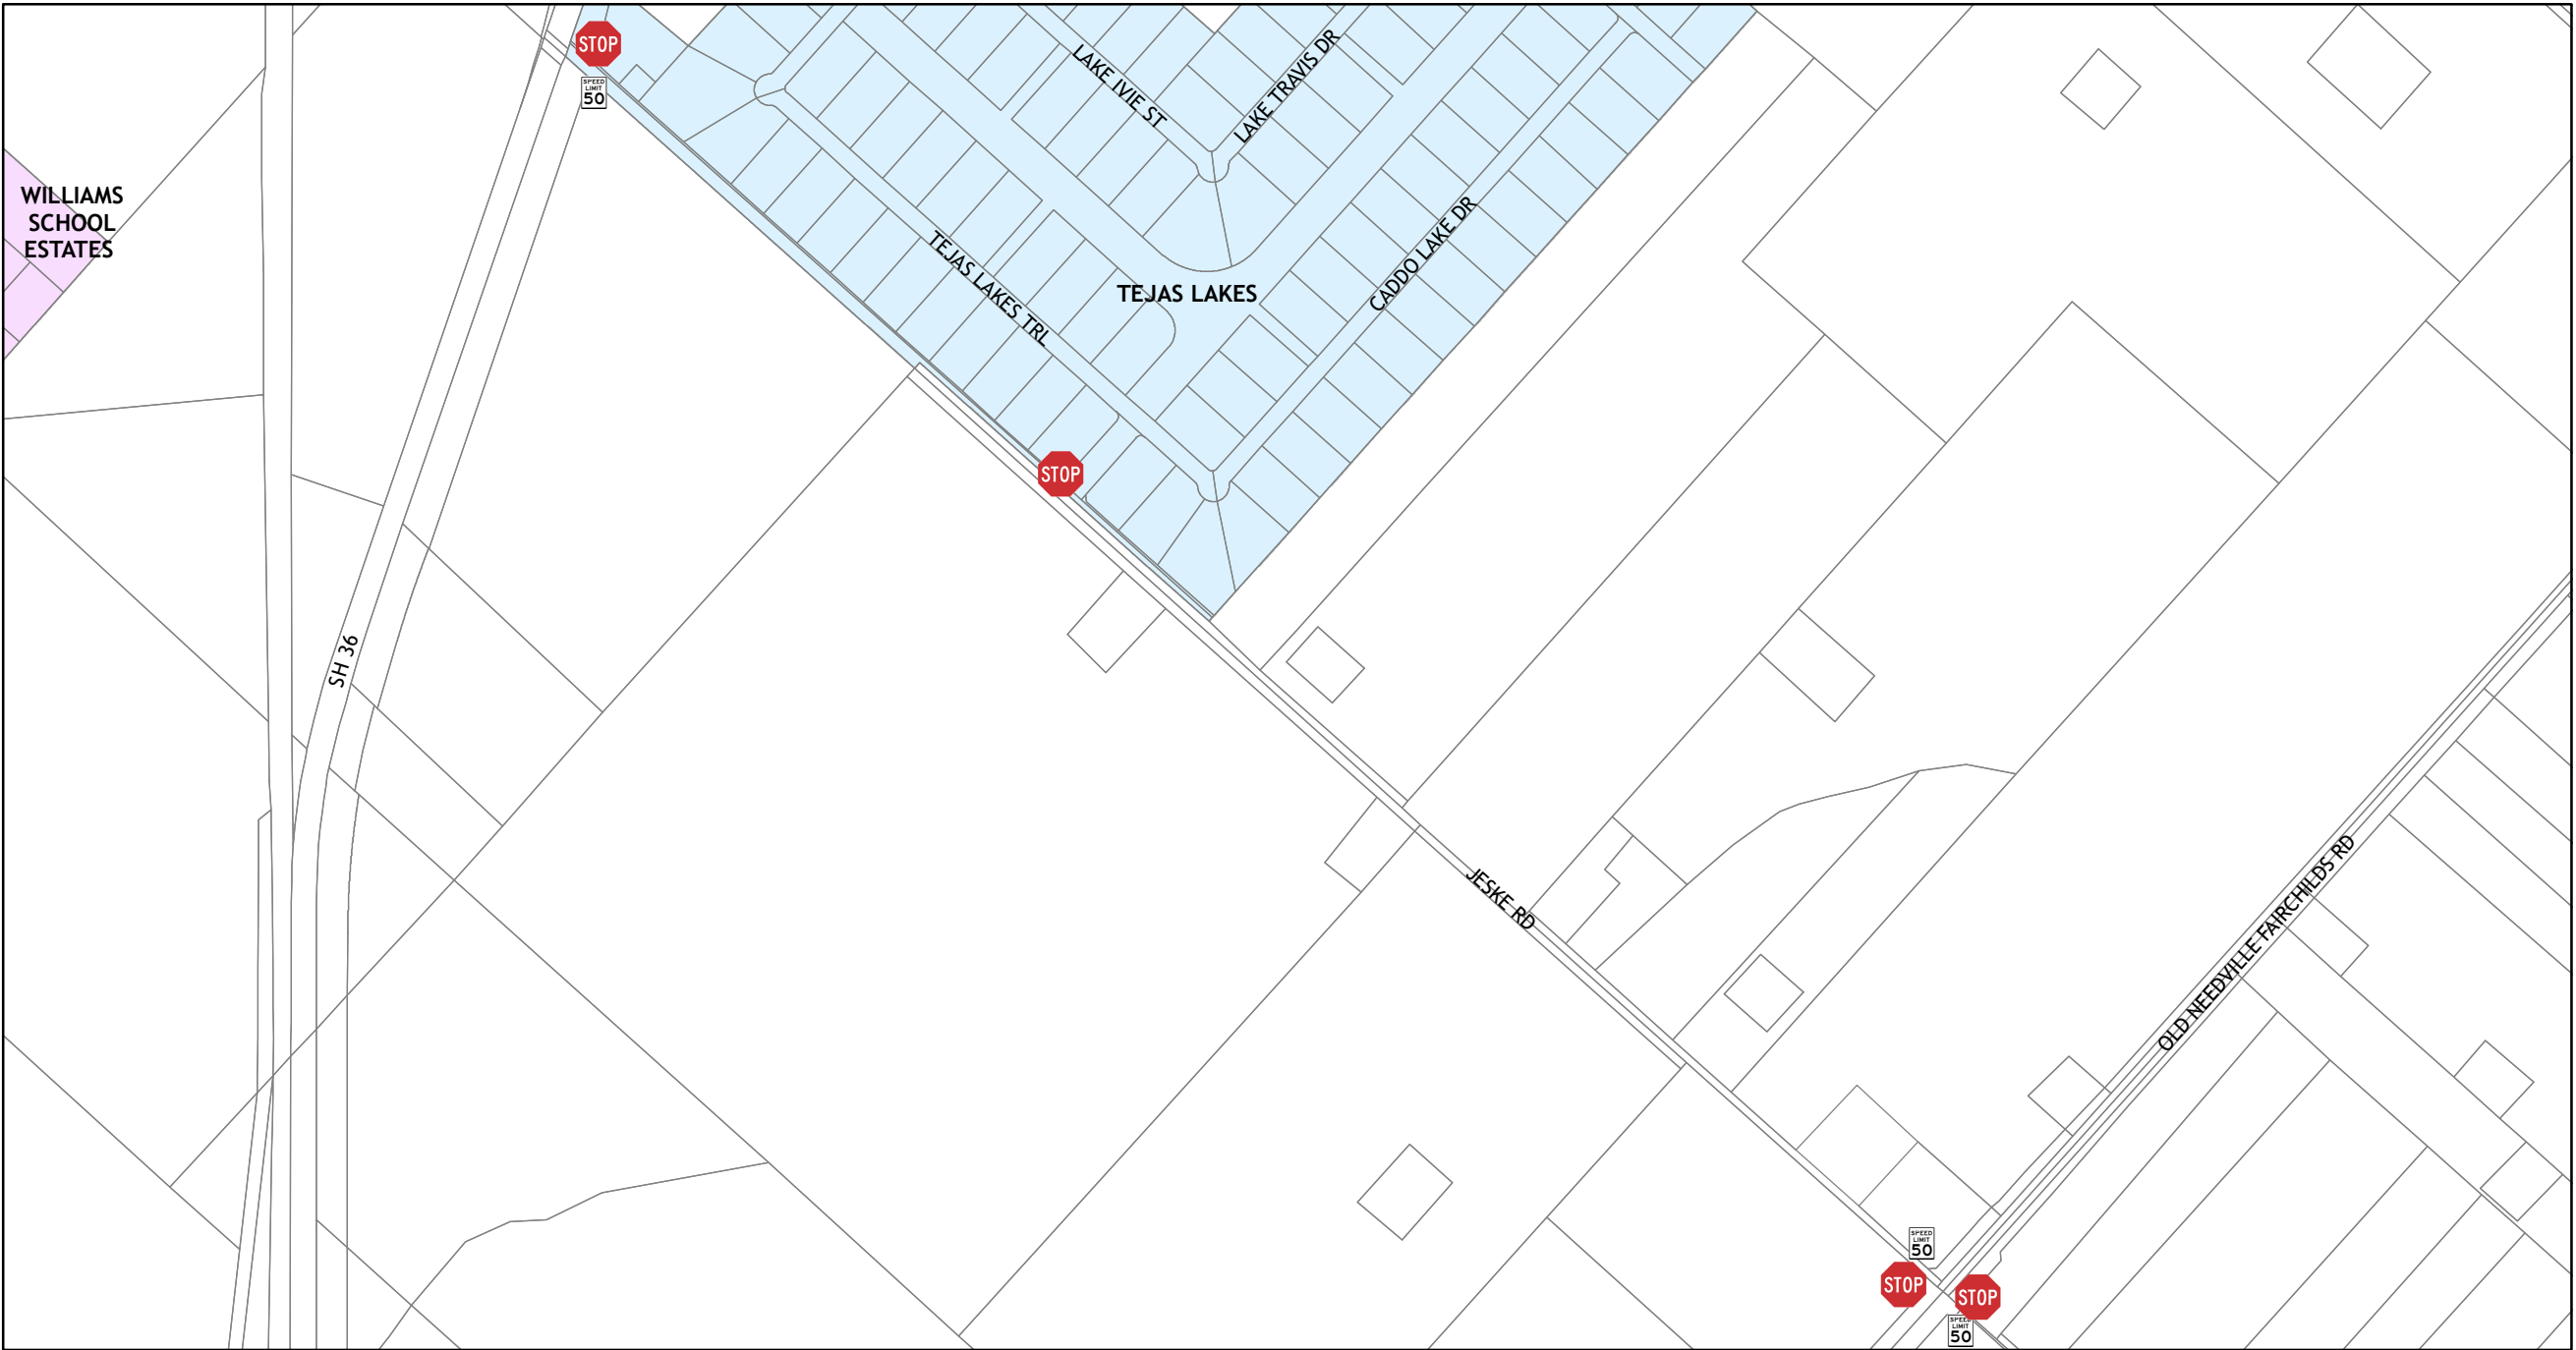 STOP
SPEED
LIMIT
50
LAKE IVIE ST
LAKE TRAVIS DR
WILLIAMS
SCHOOL
ESTATES
TEJAS LAKES TRL
TEJAS LAKES
CADDO LAKE DR
STOP
SH 36
JESKE RD
OLD NEEDVILLE FAIRCHILDS RD
SPEED
LIMIT
50
STOP
STOP
SPEED
LIMIT
50